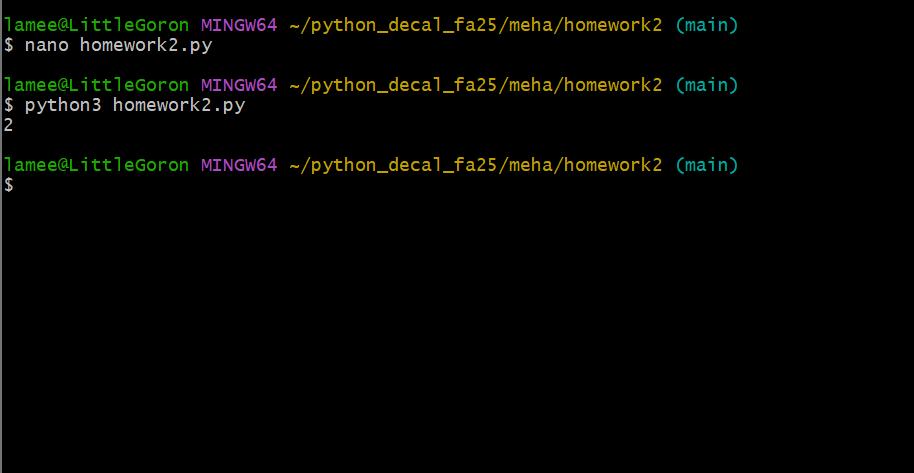 lamee@LittleGoron MINGW64 ~/python_decal_fa25/meha/homework2 (main)
$ nano homework2.py
lamee@LittleGoron MINGW64 ~/python_decal_fa25/meha/homework2 (main)
$ python3 homework2.py
2
lamee@LittleGoron MINGW64 ~/python_decal_fa25/meha/homework2 (main)
$